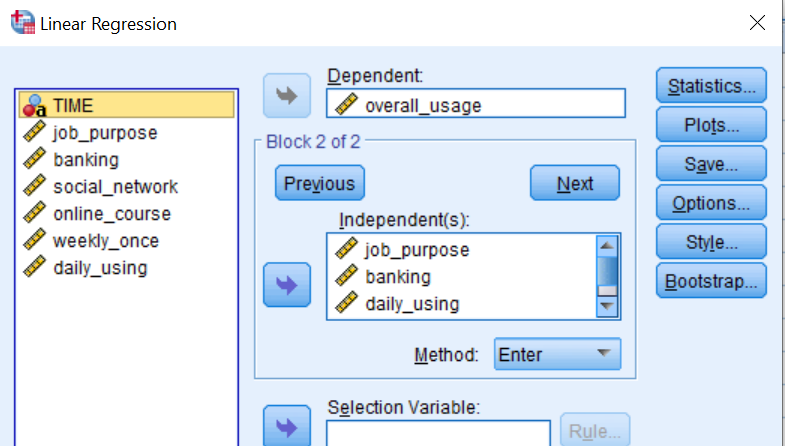 Linear Regression
TIME
job_purpose
banking
social_network
online_course
weekly_once
daily_using
Dependent:
overall_usage
Block 2 of 2
Previous
Next
Independent(s):
job_purpose
banking
daily_using
Method: Enter
Selection Variable:
Rule...
Statistics...
Plots...
Save...
Options...
Style...
Bootstrap...